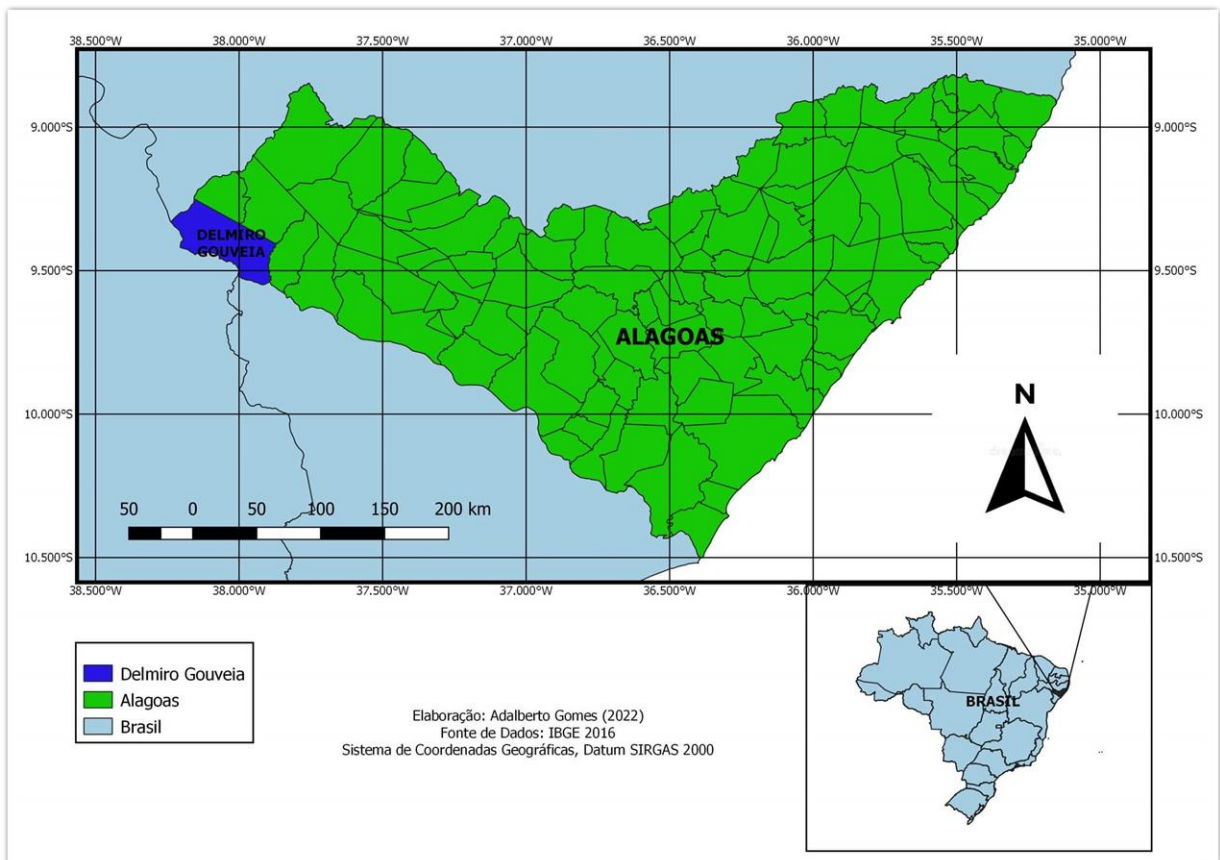 38.500°W 38.000°W 37.500°W 37.000°W 36.500°W 36.000°W 35.500°W 35.000°W
9.000°S 9.000°S
DELMIRO
GOUVEIA
9.500°S 9.500°S
ALAGOAS
10.000°S 10.000°S
N
50 0 50 100 150 200 km
10.500°S 10.500°S
38.500°W 38.000°W 37.500°W 37.000°W 36.500°W 36.000°W 35.500°W 35.000°W
Delmiro Gouveia
Alagoas
Brasil
Elaboração: Adalberto Gomes (2022)
Fonte de Dados: IBGE 2016
Sistema de Coordenadas Geográficas, Datum SIRGAS 2000
BRASIL